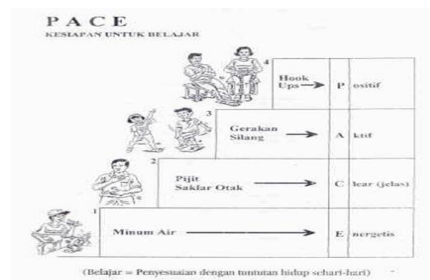 P A C E
KESIAPAN UNTUK BELAJAR
4
Hook
Ups
P ositif
3
Gerakan
Silang
A ktif
2
Pijit
Saklar Otak
C lear (jelas)
1
Minum Air
E nergetis
(Belajar = Penyesuaian dengan tuntutan hidup sehari-hari)